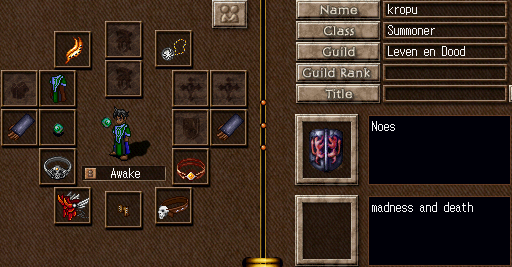 Name kropu
Class Summoner
Guild Leven en Dood
Guild Rank
Title
Noes
Awake
madness and death